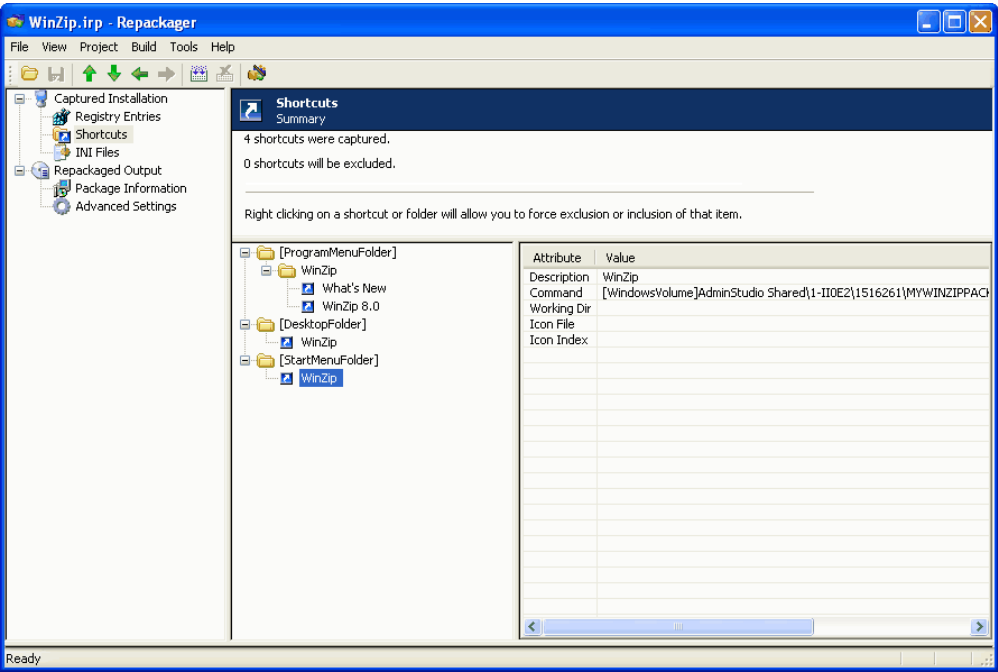 WinZip.irp - Repackager
File View Project Build Tools Help
Captured Installation
Registry Entries
Shortcuts
INI Files
Repackaged Output
Package Information
Advanced Settings
Shortcuts
Summary
4 shortcuts were captured.
0 shortcuts will be excluded.
Right clicking on a shortcut or folder will allow you to force exclusion or inclusion of that item.
[ProgramMenuFolder]
WinZip
What's New
WinZip 8.0
[DesktopFolder]
WinZip
[StartMenuFolder]
WinZip
Attribute Value
Description WinZip
Command [WindowsVolume]AdminStudio Shared\1-II0E2\1516261\MYWINZIPPACK
Working Dir
Icon File
Icon Index
Ready